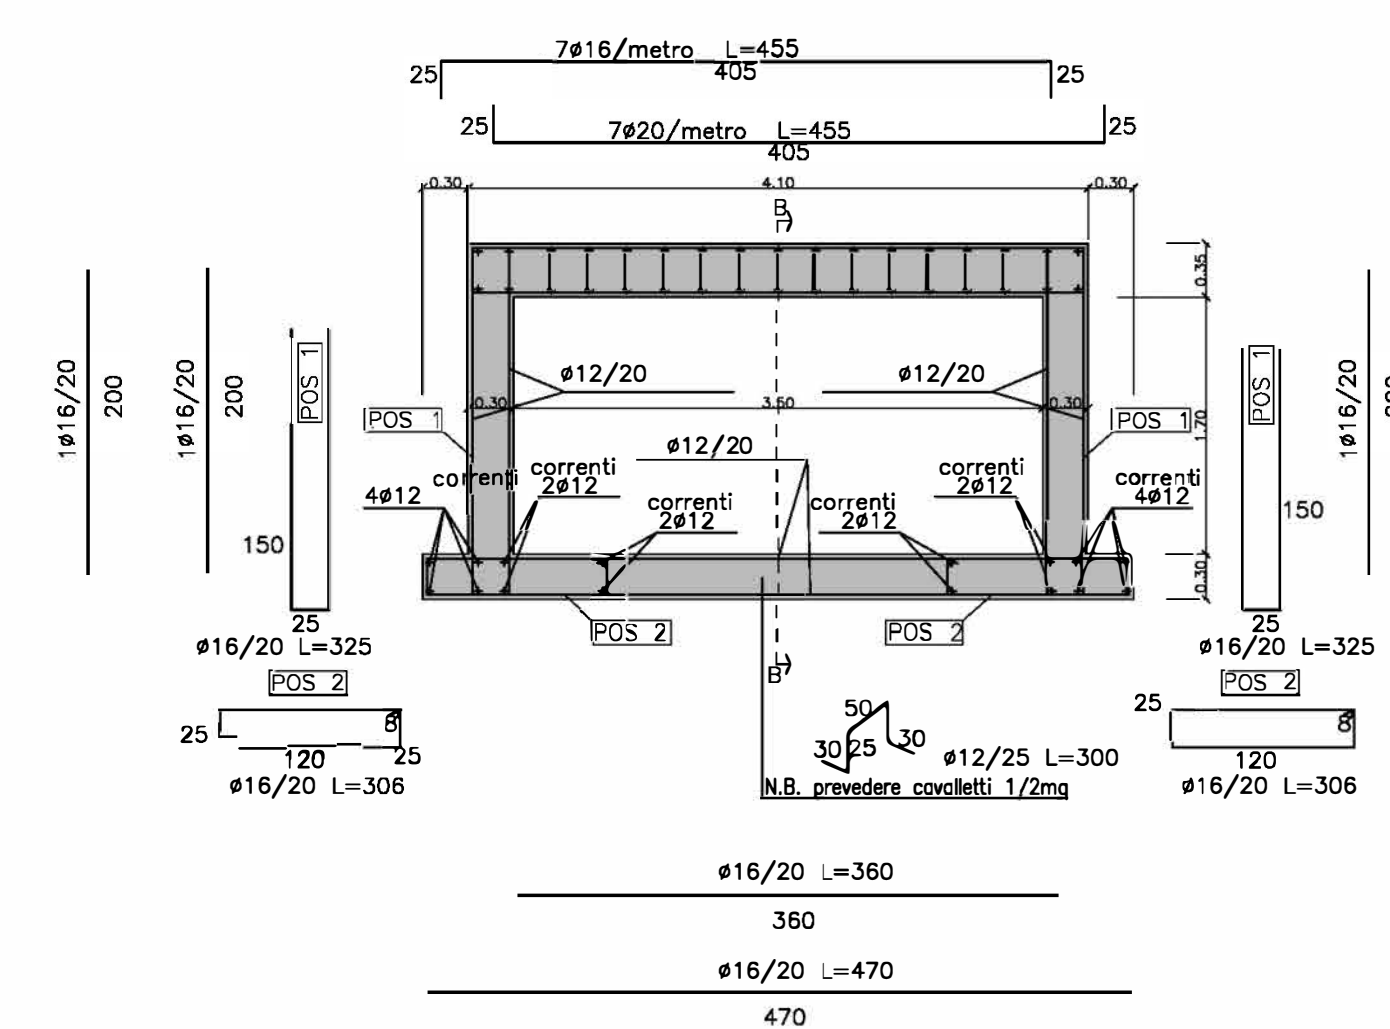 7ø16/metro L=455
25 405 25
7ø20/metro L=455
25 405 25
0.30 4.10 0.30
B
0.35
1ø16/20
200
1ø16/20
200
POS 1
ø12/20
ø12/20
POS 1
1ø16/20
0.30 3.50 0.30
POS 1
POS 1
1.70
ø12/20
correnti
4ø12
correnti
2ø12
correnti
2ø12
correnti
2ø12
correnti
2ø12
correnti
4ø12
150
150
0.30
25
ø16/20 L=325
POS 2
POS 2
25
ø16/20 L=325
POS 2
B
POS 2
25
8
25
120
ø16/20 L=306
50
30 25 30
ø12/25 L=300
N.B. prevedere cavalletti 1/2mq
25
8
120
ø16/20 L=306
ø16/20 L=360
360
ø16/20 L=470
470